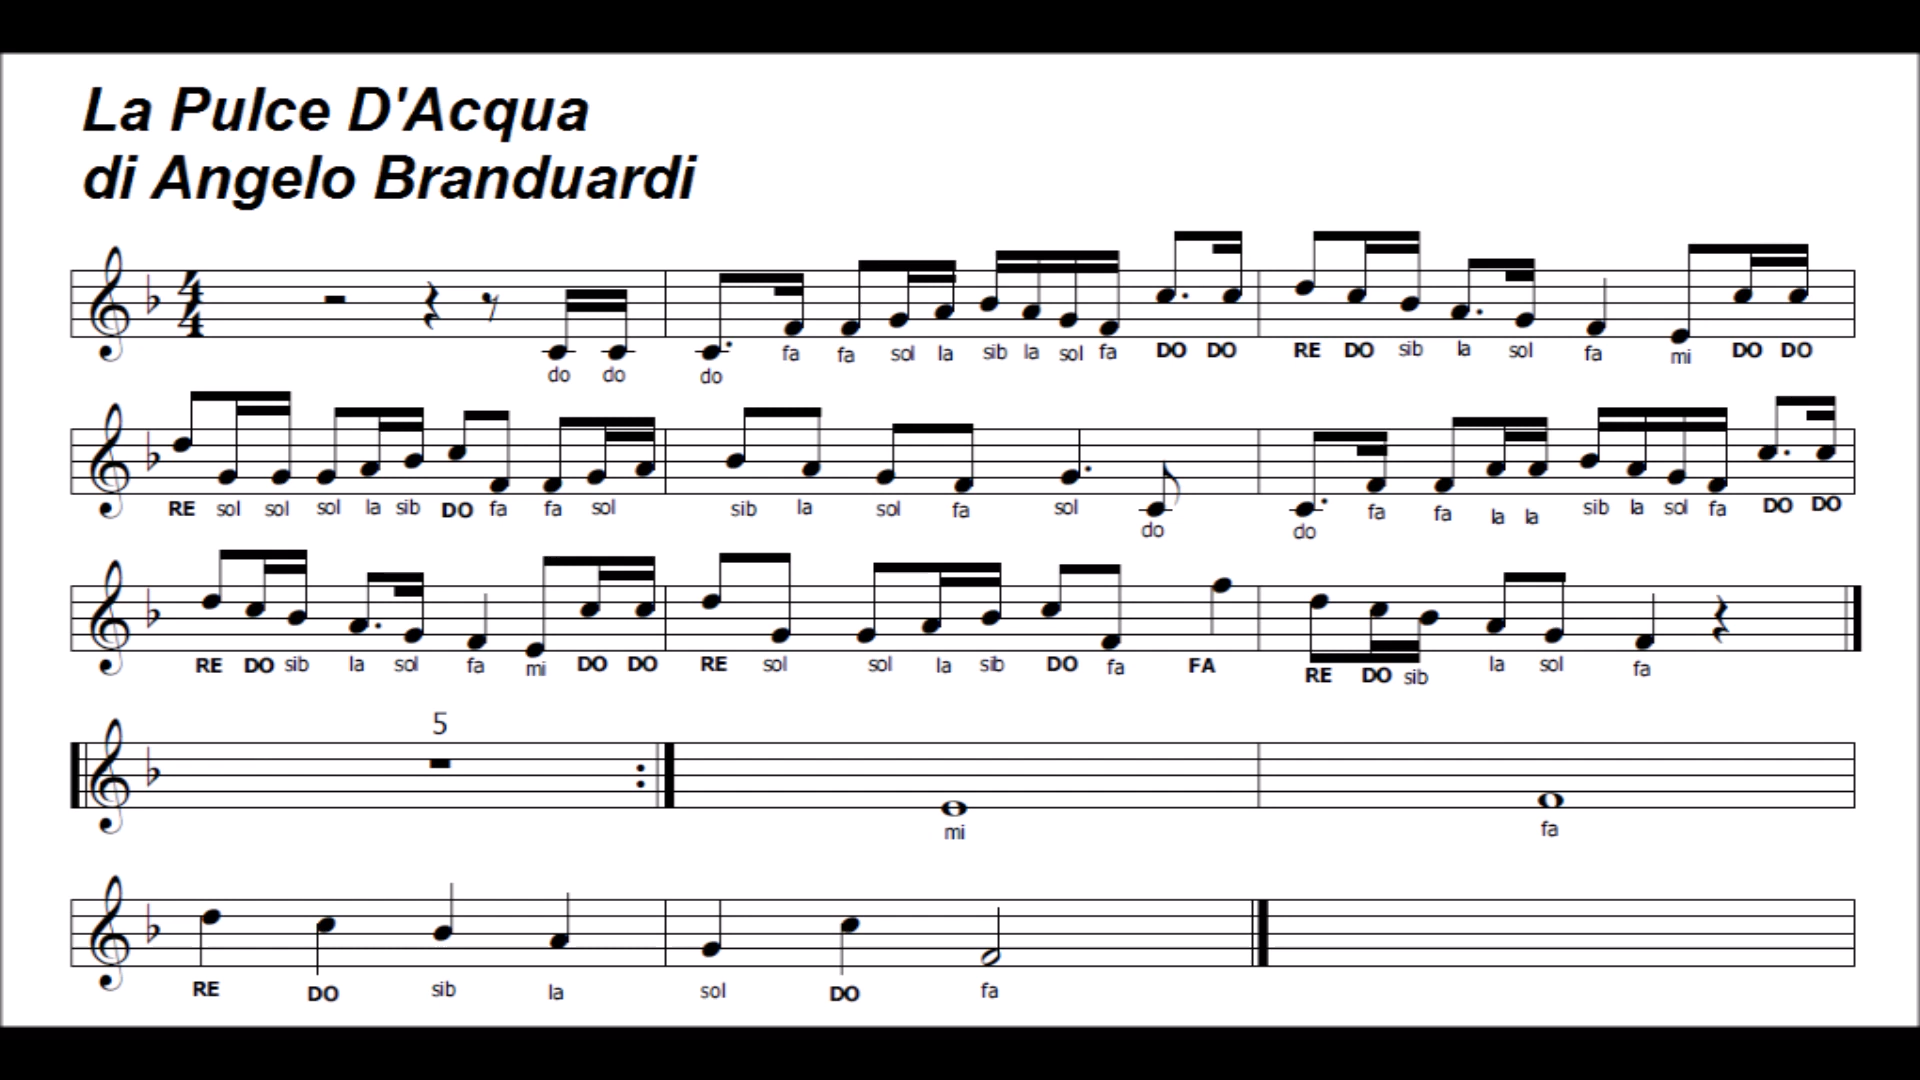 La Pulce D'Acqua
di Angelo Branduardi
4 4
do do do fa fa sol la sib la sol fa DO DO RE DO sib la sol fa mi DO DO
RE sol sol sol la sib DO fa fa sol sib la sol fa sol do do fa fa la la sib la sol fa DO DO
RE DO sib la sol fa mi DO DO RE sol sol la sib DO fa FA RE DO sib la sol fa
5
mi fa
RE DO sib la sol DO fa